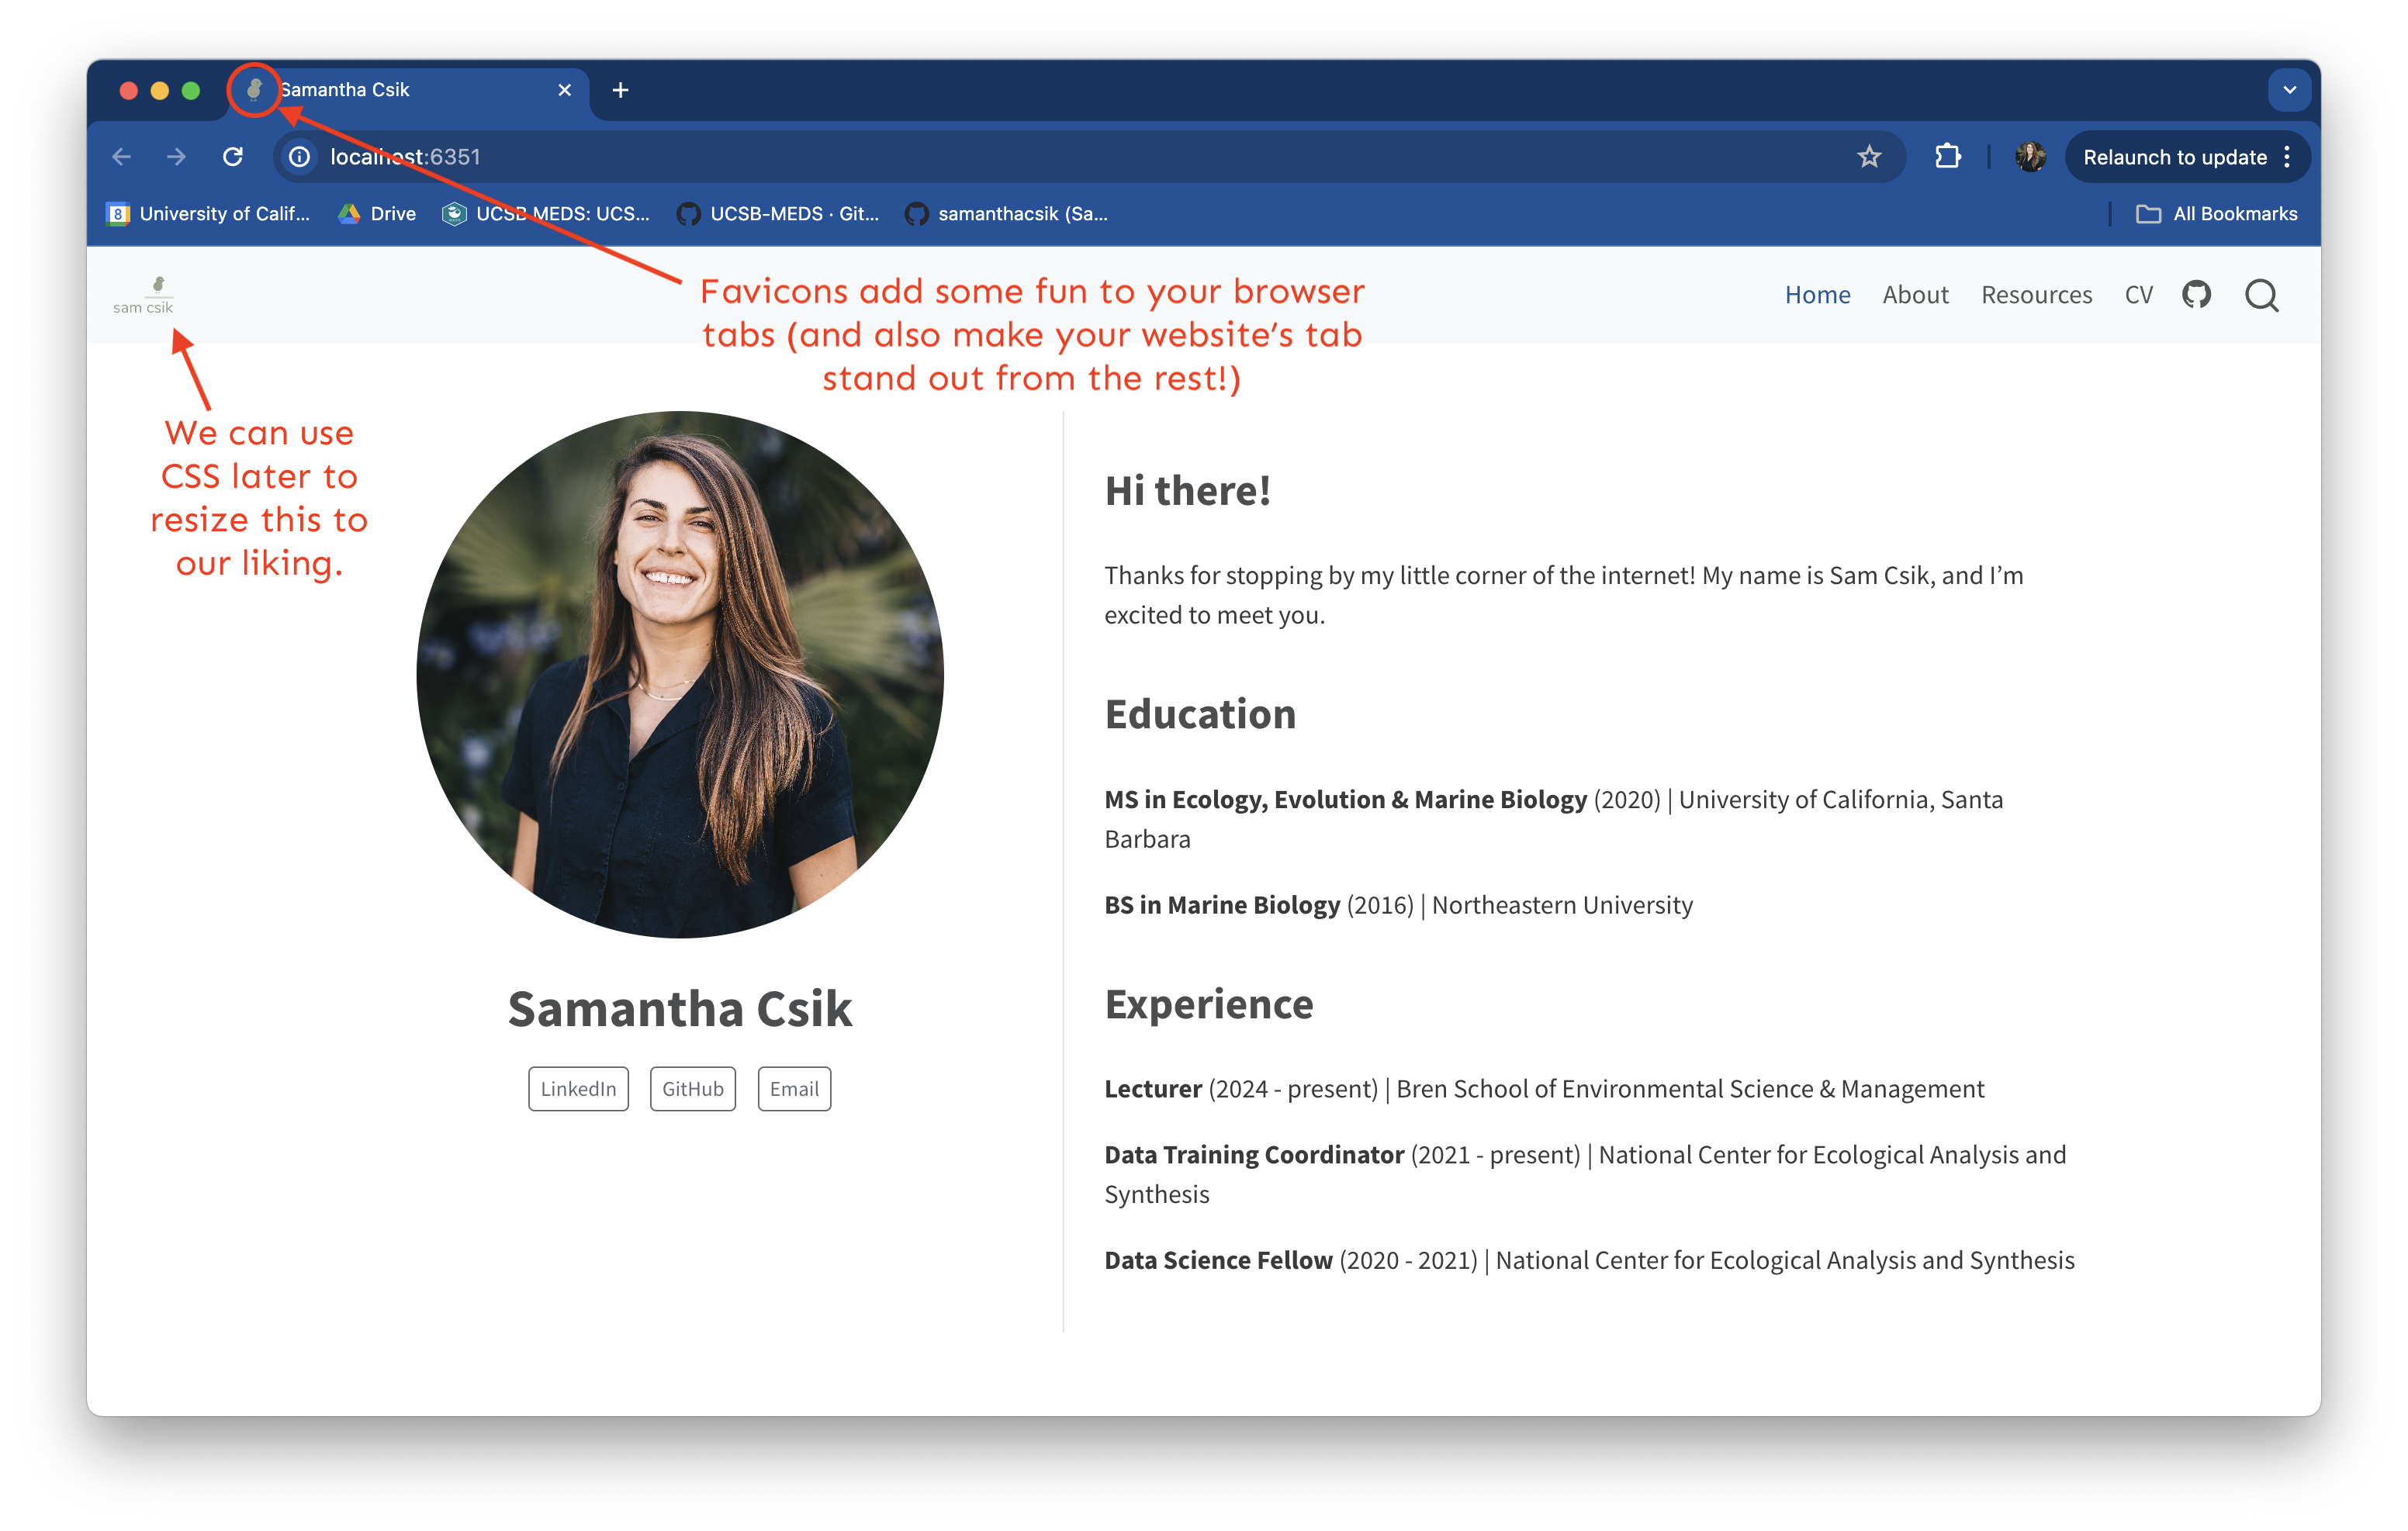 Samantha Csik
localhost:6351
Relaunch to update
8 University of Calif...
Drive
UCSB MEDS: UCS...
UCSB-MEDS · Git...
samanthacsik (Sa...
All Bookmarks
sam csik
Home About Resources CV
Favicons add some fun to your browser
tabs (and also make your website’s tab
stand out from the rest!)
We can use
CSS later to
resize this to
our liking.
Samantha Csik
LinkedIn GitHub Email
Hi there!
Thanks for stopping by my little corner of the internet! My name is Sam Csik, and I’m
excited to meet you.
Education
MS in Ecology, Evolution & Marine Biology (2020) | University of California, Santa
Barbara
BS in Marine Biology (2016) | Northeastern University
Experience
Lecturer (2024 - present) | Bren School of Environmental Science & Management
Data Training Coordinator (2021 - present) | National Center for Ecological Analysis and
Synthesis
Data Science Fellow (2020 - 2021) | National Center for Ecological Analysis and Synthesis